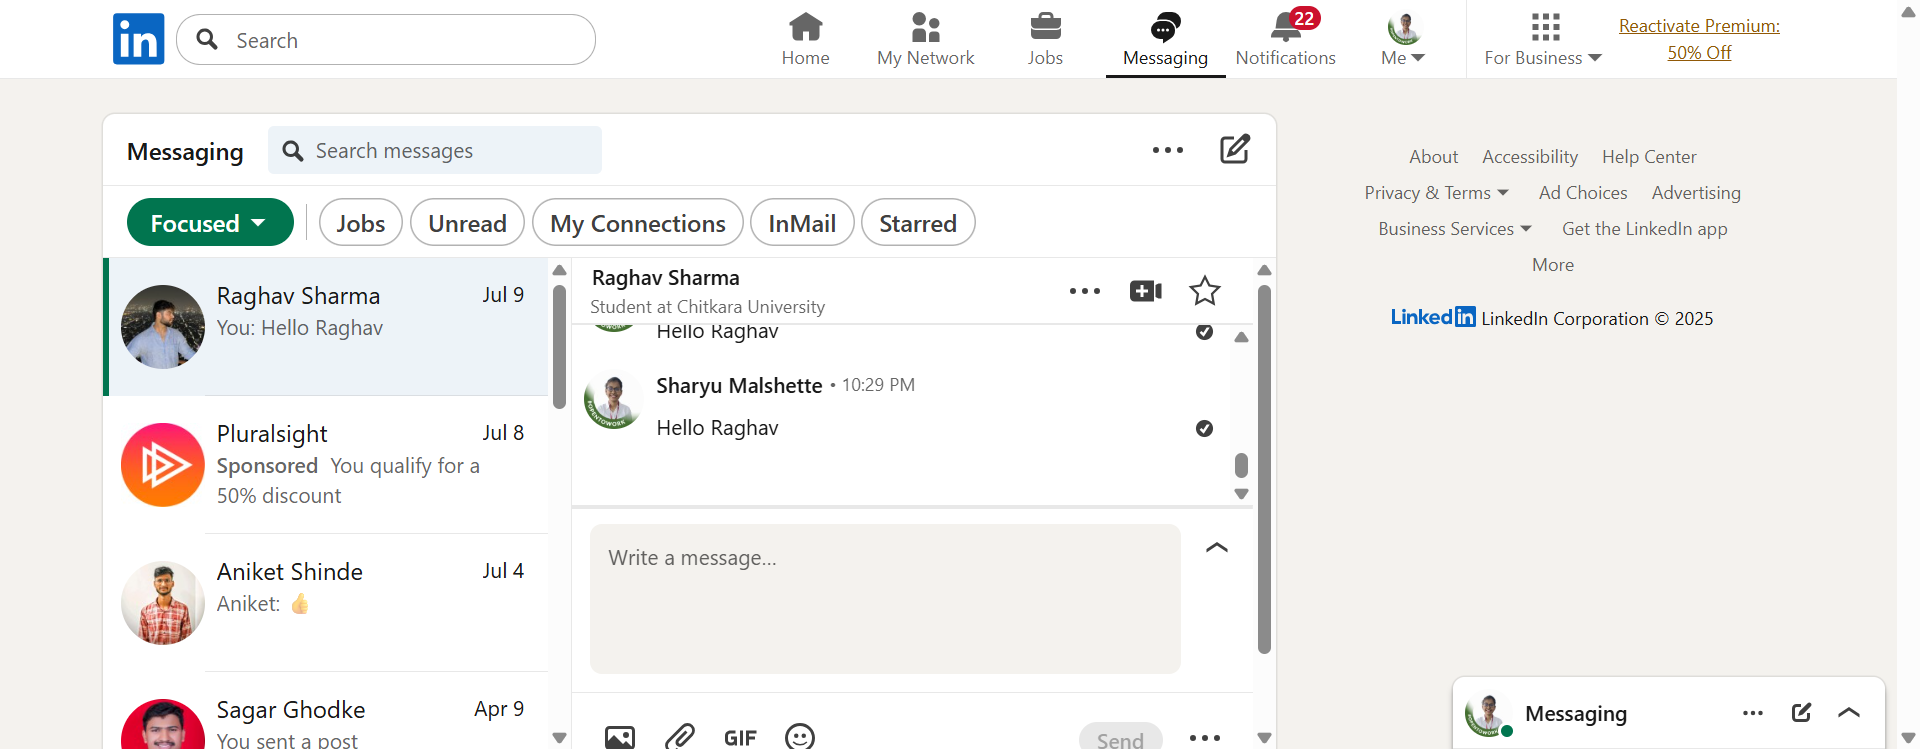 in
Search
Home
My Network
Jobs
Messaging
22
Notifications
Me
For Business
Reactivate Premium:
50% Off
Messaging
Search messages
Focused
Jobs
Unread
My Connections
InMail
Starred
Raghav Sharma
Jul 9
You: Hello Raghav
Pluralsight
Jul 8
Sponsored You qualify for a
50% discount
Aniket Shinde
Jul 4
Aniket: 👍
Sagar Ghodke
Apr 9
You sent a post
Raghav Sharma
Student at Chitkara University
Hello Raghav
Sharyu Malshette • 10:29 PM
#OPENTOWORK
Hello Raghav
Write a message...
GIF
Send
About Accessibility Help Center
Privacy & Terms Ad Choices Advertising
Business Services Get the LinkedIn app
More
LinkedIn LinkedIn Corporation © 2025
Messaging